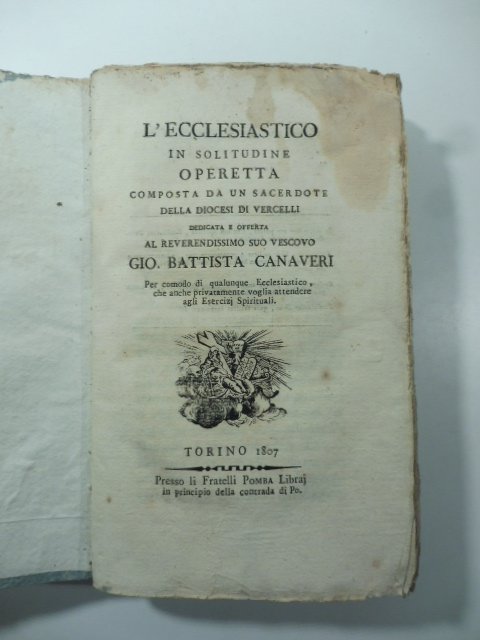 L'ECCLESIASTICO
IN SOLITUDINE
OPERETTA
COMPOSTA DA UN SACERDOTE
DELLA DIOCESI DI VERCELLI
DEDICATA E OFFERTA
AL REVERENDISSIMO SUO VESCOVO
GIO. BATTISTA CANAVERI
Per comodo di qualunque Ecclesiastico,
che anche privatamente voglia attendere
agli Esercizj Spirituali.
TORINO 1807
Presso li Fratelli POMBA Libraj
in principio della contrada di Po.